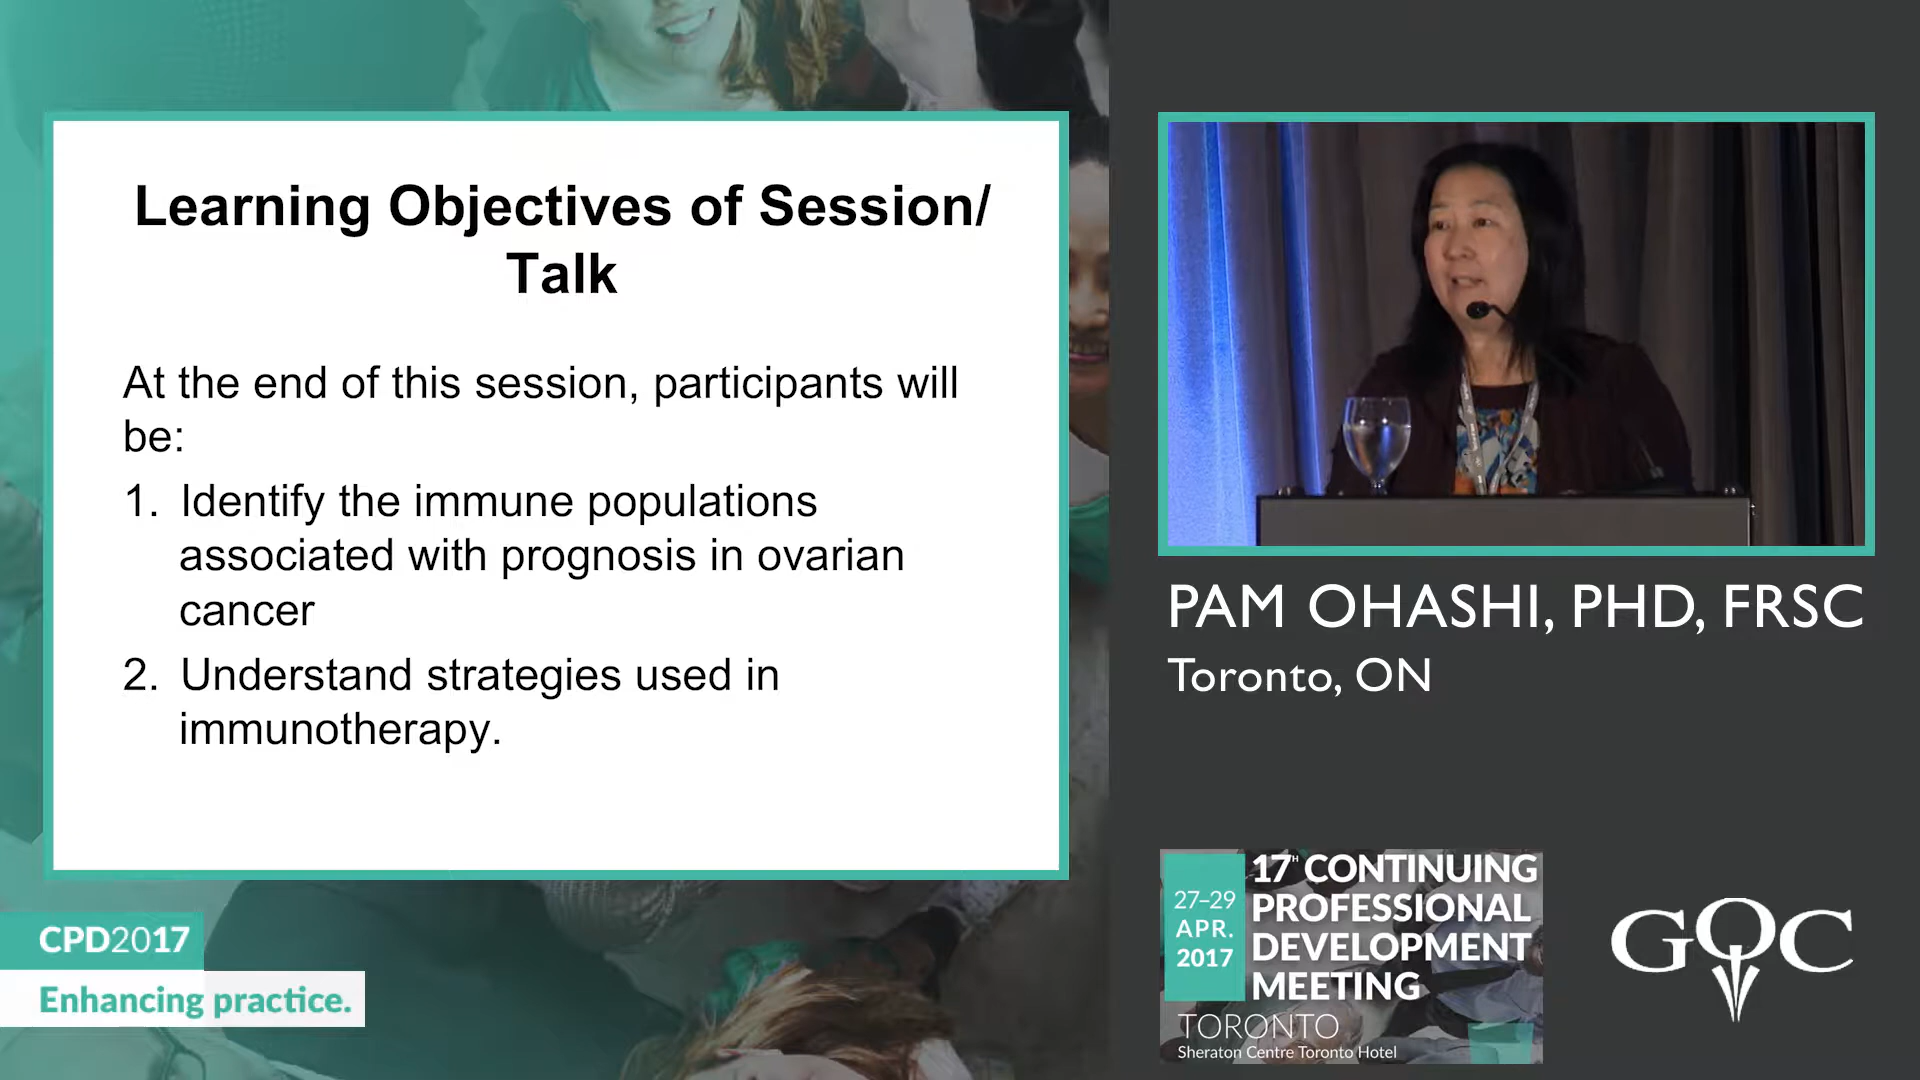 Learning Objectives of Session/
Talk
At the end of this session, participants will
be:
1. Identify the immune populations
associated with prognosis in ovarian
cancer
2. Understand strategies used in
immunotherapy.
PAM OHASHI, PHD, FRSC
Toronto, ON
CPD2017
Enhancing practice.
27–29
APR.
2017
17TH CONTINUING
PROFESSIONAL
DEVELOPMENT
MEETING
TORONTO
Sheraton Centre Toronto Hotel
GOC